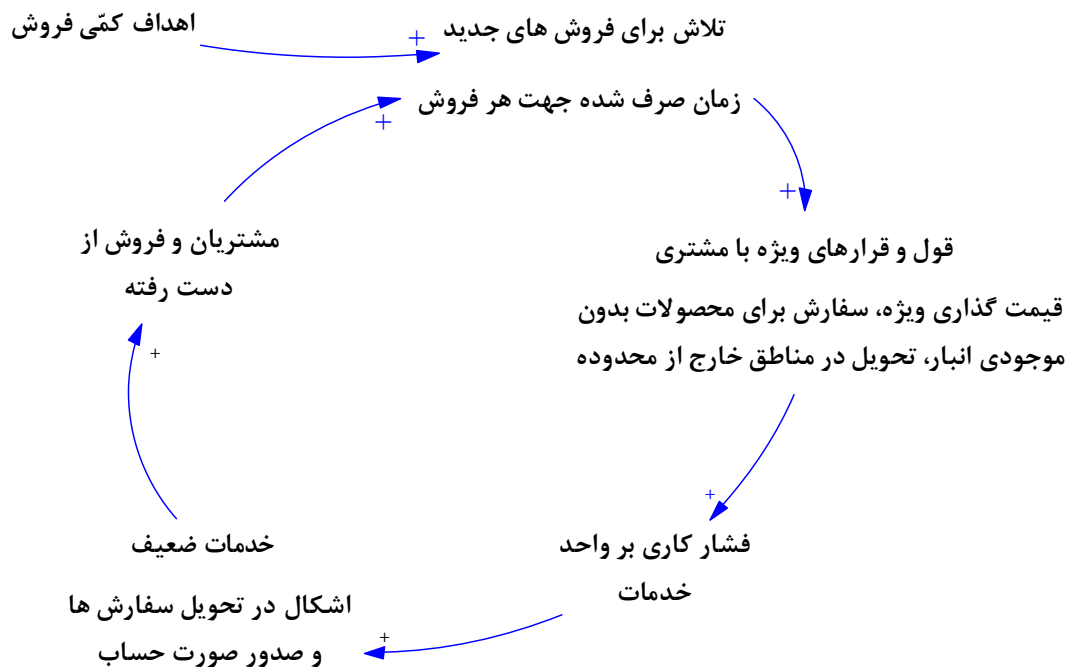 اهداف کمّی فروش
+
تلاش برای فروش های جدید
زمان صرف شده جهت هر فروش
+
+
قول و قرارهای ویژه با مشتری
قیمت گذاری ویژه، سفارش برای محصولات بدون
موجودی انبار، تحویل در مناطق خارج از محدوده
+
فشار کاری بر واحد
خدمات
+
خدمات ضعیف
اشکال در تحویل سفارش ها
و صدور صورت حساب
+
مشتریان و فروش از
دست رفته